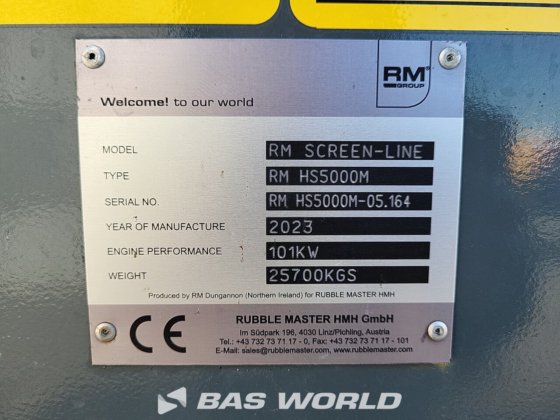 RM®
GROUP
Welcome! to our world
MODEL RM SCREEN-LINE
TYPE RM HS5000M
SERIAL NO. RM HS5000M-05.164
YEAR OF MANUFACTURE 2023
ENGINE PERFORMANCE 101KW
WEIGHT 25700KGS
Produced by RM Dungannon (Northern Ireland) for RUBBLE MASTER HMH
CE
RUBBLE MASTER HMH GmbH
Im Südpark 196, 4030 Linz/Pichling, Austria
Tel.: +43 732 73 71 17 - 0, Fax: +43 732 73 71 17 - 101
E-Mail: sales@rubblemaster.com, www.rubblemaster.com
BAS WORLD